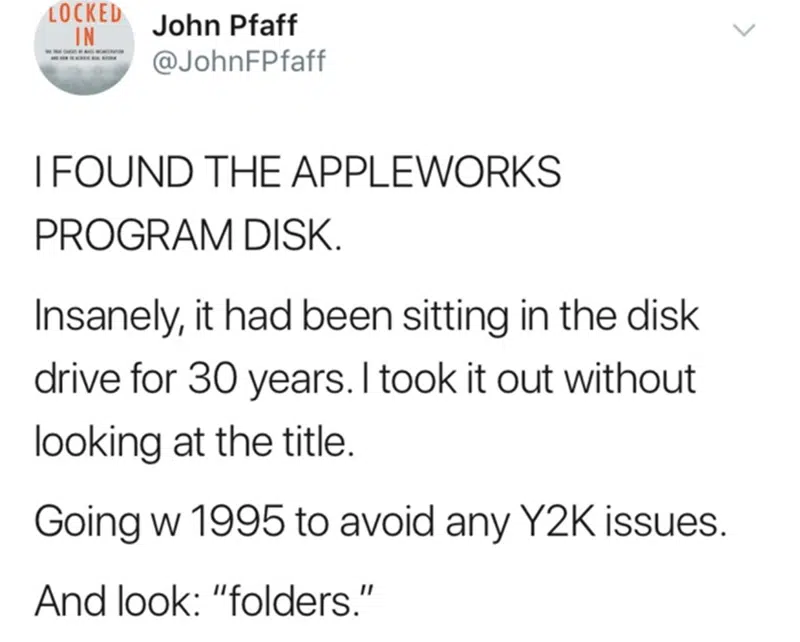 LOCKED
IN
John Pfaff
@JohnFPfaff
I FOUND THE APPLEWORKS
PROGRAM DISK.
Insanely, it had been sitting in the disk
drive for 30 years. I took it out without
looking at the title.
Going w 1995 to avoid any Y2K issues.
And look: "folders."